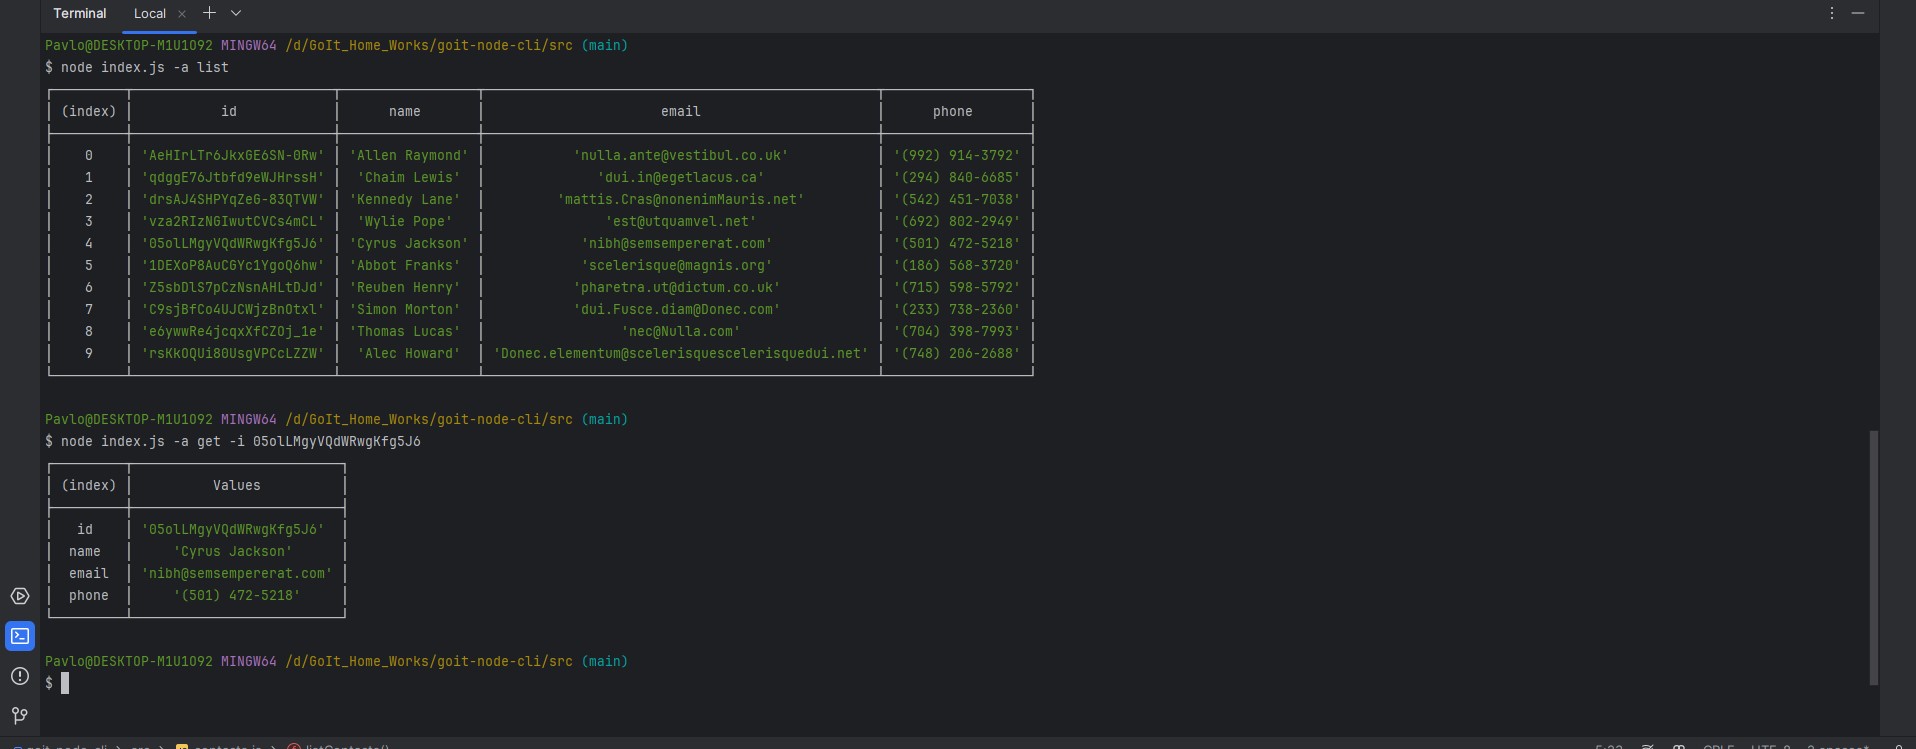 Terminal Local
Pavlo@DESKTOP-M1U1O92 MINGW64 /d/GoIt_Home_Works/goit-node-cli/src (main)
$ node index.js -a list
(index) id name email phone
0 'AeHIrLTr6JkxGE6SN-0Rw' 'Allen Raymond' 'nulla.ante@vestibul.co.uk' '(992) 914-3792'
1 'qdggE76Jtbfd9eWJHrssH' 'Chaim Lewis' 'dui.in@egetlacus.ca' '(294) 840-6685'
2 'drsAJ4SHPYqZeG-83QTVW' 'Kennedy Lane' 'mattis.Cras@nonenimMauris.net' '(542) 451-7038'
3 'vza2RIzNGIwutCVCs4mCL' 'Wylie Pope' 'est@utquamvel.net' '(692) 802-2949'
4 '05olLMgyVQdWRwgKfg5J6' 'Cyrus Jackson' 'nibh@semsempererat.com' '(501) 472-5218'
5 '1DEXoP8AuCGYc1YgoQ6hw' 'Abbot Franks' 'scelerisque@magnis.org' '(186) 568-3720'
6 'Z5sbDlS7pCzNsnAHLtDJd' 'Reuben Henry' 'pharetra.ut@dictum.co.uk' '(715) 598-5792'
7 'C9sjBfCo4UJCWjzBnOtxl' 'Simon Morton' 'dui.Fusce.diam@Donec.com' '(233) 738-2360'
8 'e6ywwRe4jcqxXfCZOj_1e' 'Thomas Lucas' 'nec@Nulla.com' '(704) 398-7993'
9 'rsKkOQUi80UsgVPCcLZZW' 'Alec Howard' 'Donec.elementum@scelerisquescelerisquedui.net' '(748) 206-2688'
Pavlo@DESKTOP-M1U1O92 MINGW64 /d/GoIt_Home_Works/goit-node-cli/src (main)
$ node index.js -a get -i 05olLMgyVQdWRwgKfg5J6
(index) Values
id '05olLMgyVQdWRwgKfg5J6'
name 'Cyrus Jackson'
email 'nibh@semsempererat.com'
phone '(501) 472-5218'
Pavlo@DESKTOP-M1U1O92 MINGW64 /d/GoIt_Home_Works/goit-node-cli/src (main)
$